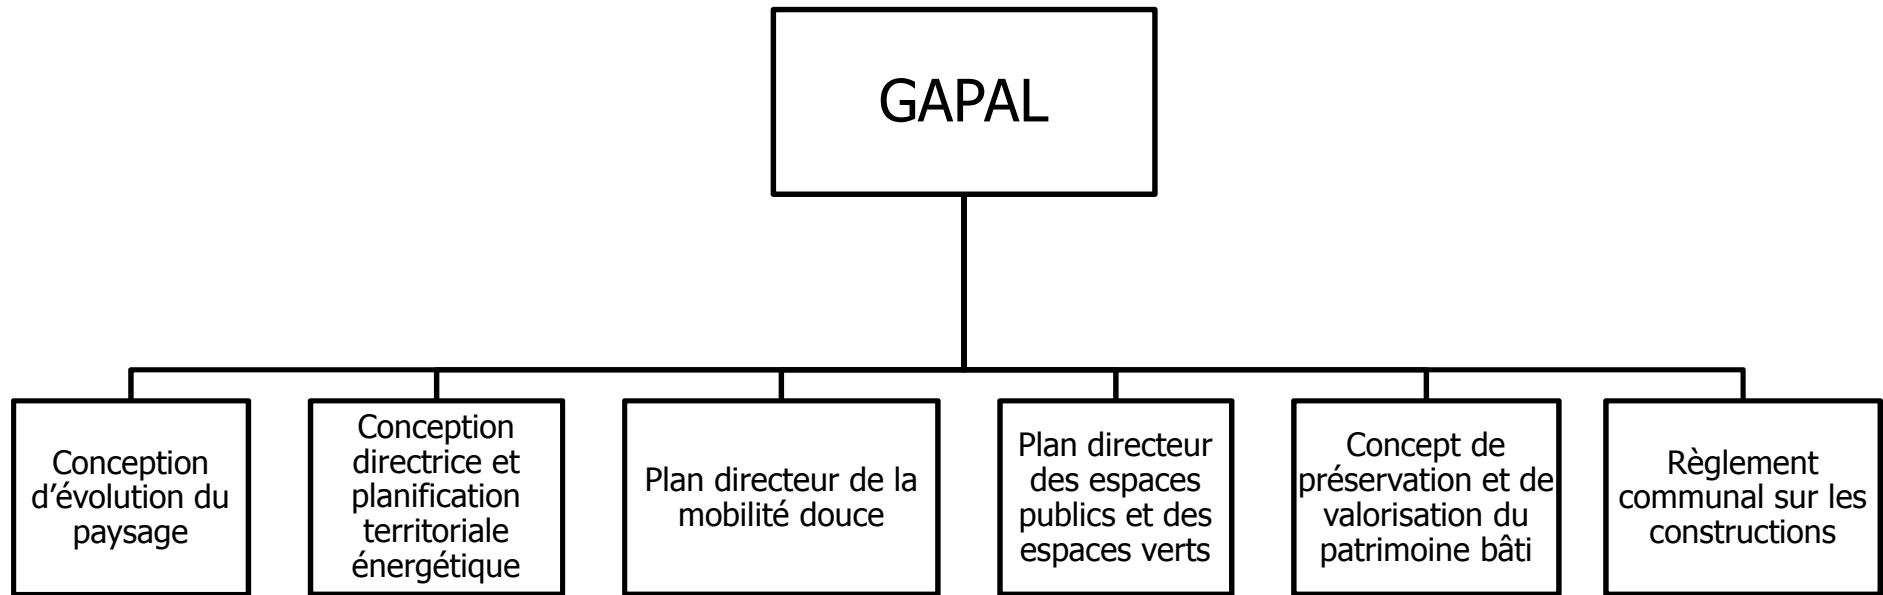 GAPAL
Conception
d’évolution du
paysage
Conception
directrice et
planification
territoriale
énergétique
Plan directeur de la
mobilité douce
Plan directeur
des espaces
publics et des
espaces verts
Concept de
préservation et de
valorisation du
patrimoine bâti
Règlement
communal sur les
constructions